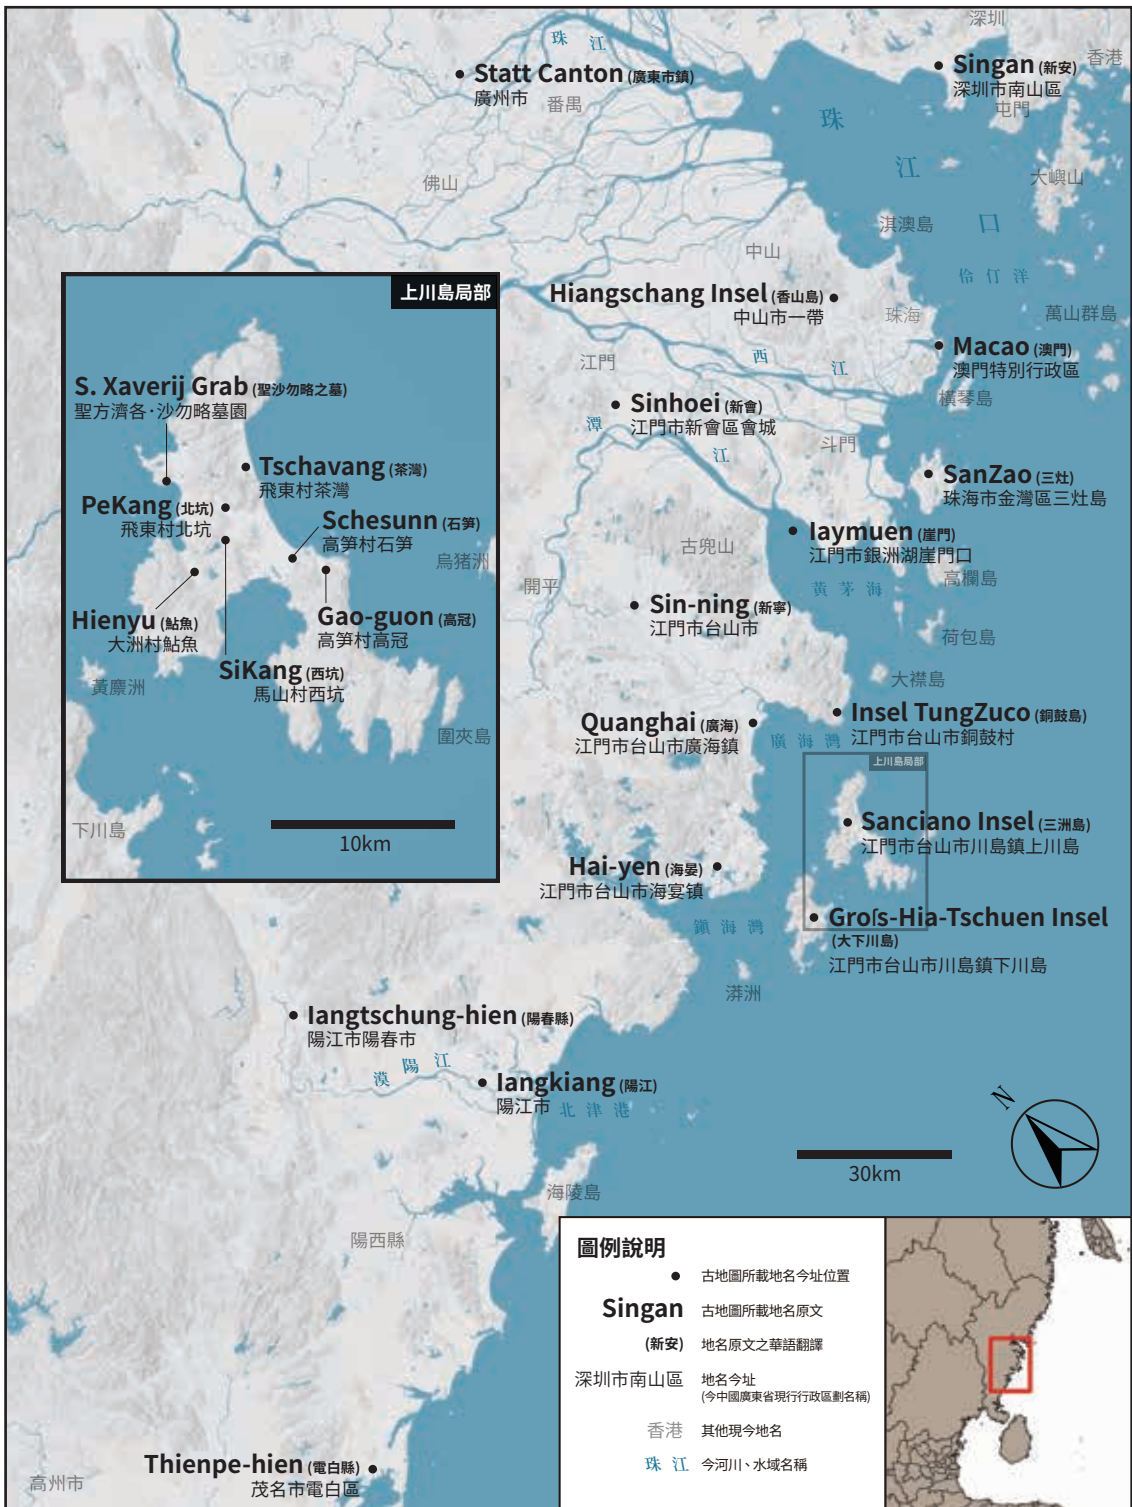 深圳
珠江
Statt Canton (廣東市鎮)
廣州市
番禺
Singan (新安)
深圳市南山區
香港
屯門
珠
江
口
佛山
大嶼山
淇澳島
中山
伶仃洋
上川島局部
Hiangschang Insel (香山島)
中山市一帶
珠海
萬山群島
Macao (澳門)
澳門特別行政區
西江
江門
橫琴島
S. Xaverij Grab (聖沙勿略之墓)
聖方濟各·沙勿略墓園
Sinhoei (新會)
江門市新會區會城
潭江
斗門
Tschavang (茶灣)
飛東村茶灣
SanZao (三灶)
珠海市金灣區三灶島
PeKang (北坑)
飛東村北坑
Schesunn (石笋)
高笋村石笋
烏猪洲
Iaymuen (崖門)
江門市銀洲湖崖門口
古兜山
高欄島
開平
黃茅海
Hienyu (鮎魚)
大洲村鮎魚
Gao-guon (高冠)
高笋村高冠
Sin-ning (新寧)
江門市台山市
荷包島
SiKang (西坑)
馬山村西坑
黃麖洲
大襟島
圍夾島
Quanghai (廣海)
江門市台山市廣海鎮
廣海灣
Insel TungZuco (銅鼓島)
江門市台山市銅鼓村
上川島局部
下川島
10km
Sanciano Insel (三洲島)
江門市台山市川島鎮上川島
Hai-yen (海晏)
江門市台山市海宴镇
鎮海灣
Groſs-Hia-Tschuen Insel
(大下川島)
江門市台山市川島鎮下川島
漭洲
Iangtschung-hien (陽春縣)
陽江市陽春市
漠陽江
Iangkiang (陽江)
陽江市
北津港
N
30km
海陵島
陽西縣
圖例說明
古地圖所載地名今址位置
Singan 古地圖所載地名原文
(新安) 地名原文之華語翻譯
深圳市南山區 地名今址
(今中國廣東省現行行政區劃名稱)
香港 其他現今地名
珠江 今河川、水域名稱
Thienpe-hien (電白縣)
茂名市電白區
高州市